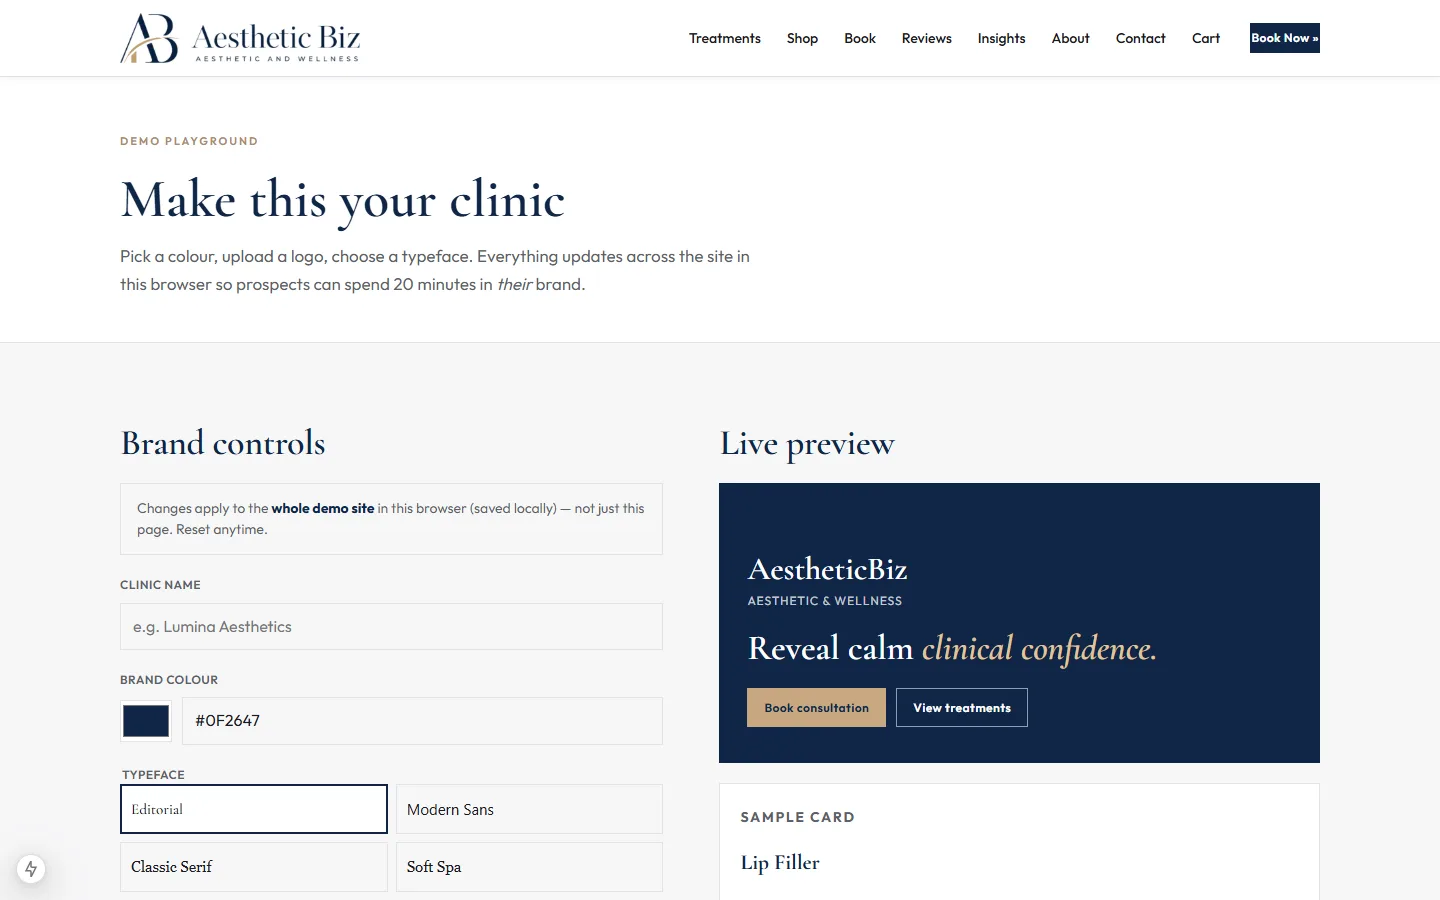 AB Aesthetic Biz
AESTHETIC AND WELLNESS
Treatments Shop Book Reviews Insights About Contact Cart Book Now »
DEMO PLAYGROUND
Make this your clinic
Pick a colour, upload a logo, choose a typeface. Everything updates across the site in
this browser so prospects can spend 20 minutes in their brand.
Brand controls
Changes apply to the whole demo site in this browser (saved locally) — not just this
page. Reset anytime.
CLINIC NAME
e.g. Lumina Aesthetics
BRAND COLOUR
#0F2647
TYPEFACE
Editorial
Modern Sans
Classic Serif
Soft Spa
Live preview
AestheticBiz
AESTHETIC & WELLNESS
Reveal calm clinical confidence.
Book consultation
View treatments
SAMPLE CARD
Lip Filler